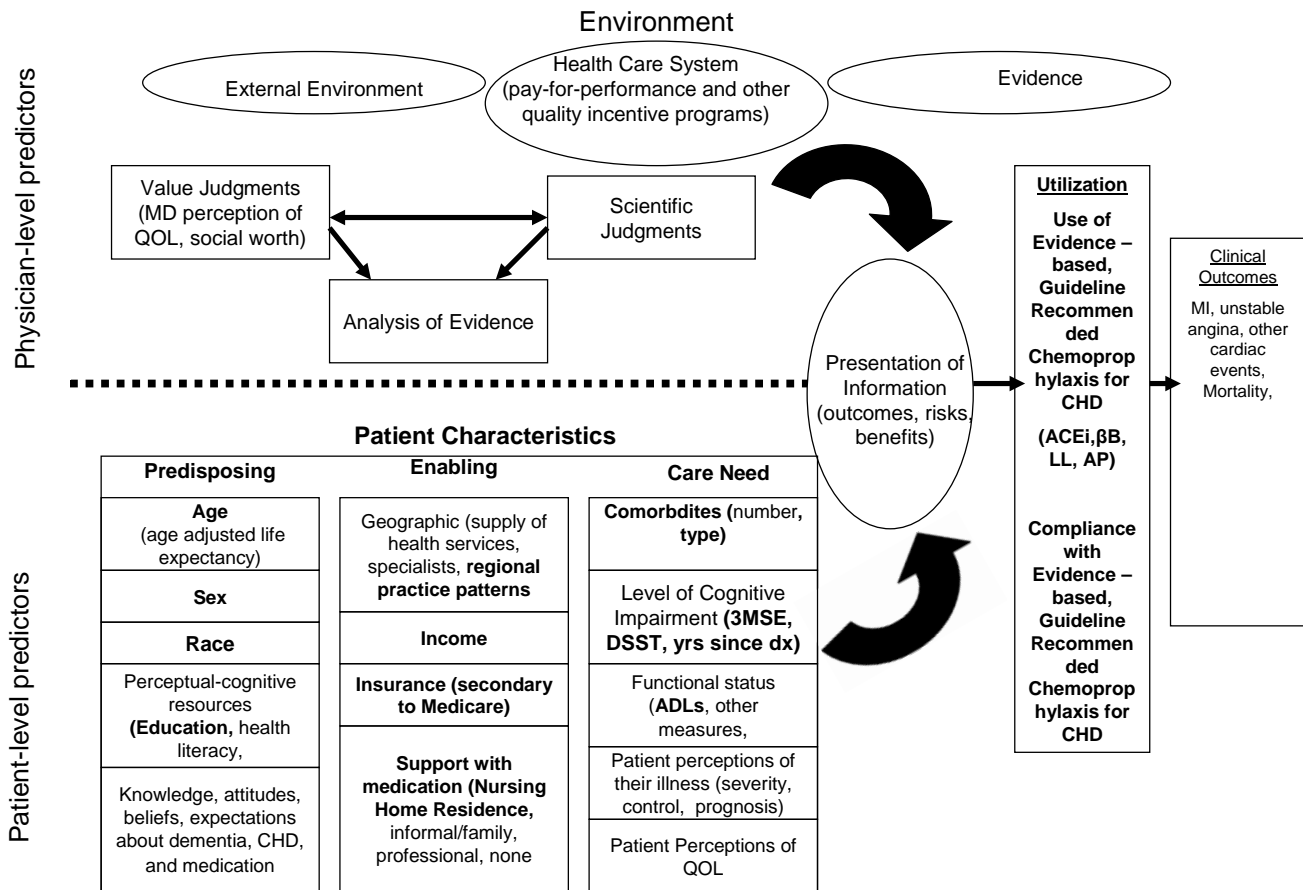 Environment
External Environment
Health Care System
(pay-for-performance and other
quality incentive programs)
Evidence
Physician-level predictors
Value Judgments
(MD perception of
QOL, social worth)
Scientific
Judgments
Analysis of Evidence
Presentation of
Information
(outcomes, risks,
benefits)
Utilization
Use of
Evidence –
based,
Guideline
Recommen
ded
Chemoprop
hylaxis for
CHD
(ACEi,βB,
LL, AP)
Compliance
with
Evidence –
based,
Guideline
Recommen
ded
Chemoprop
hylaxis for
CHD
Clinical
Outcomes
MI, unstable
angina, other
cardiac
events,
Mortality,
Patient-level predictors
Patient Characteristics
Predisposing
Age
(age adjusted life
expectancy)
Sex
Race
Perceptual-cognitive
resources
(Education, health
literacy,
Knowledge, attitudes,
beliefs, expectations
about dementia, CHD,
and medication
Enabling
Geographic (supply of
health services,
specialists, regional
practice patterns
Income
Insurance (secondary
to Medicare)
Support with
medication (Nursing
Home Residence,
informal/family,
professional, none
Care Need
Comorbdites (number,
type)
Level of Cognitive
Impairment (3MSE,
DSST, yrs since dx)
Functional status
(ADLs, other
measures,
Patient perceptions of
their illness (severity,
control, prognosis)
Patient Perceptions of
QOL